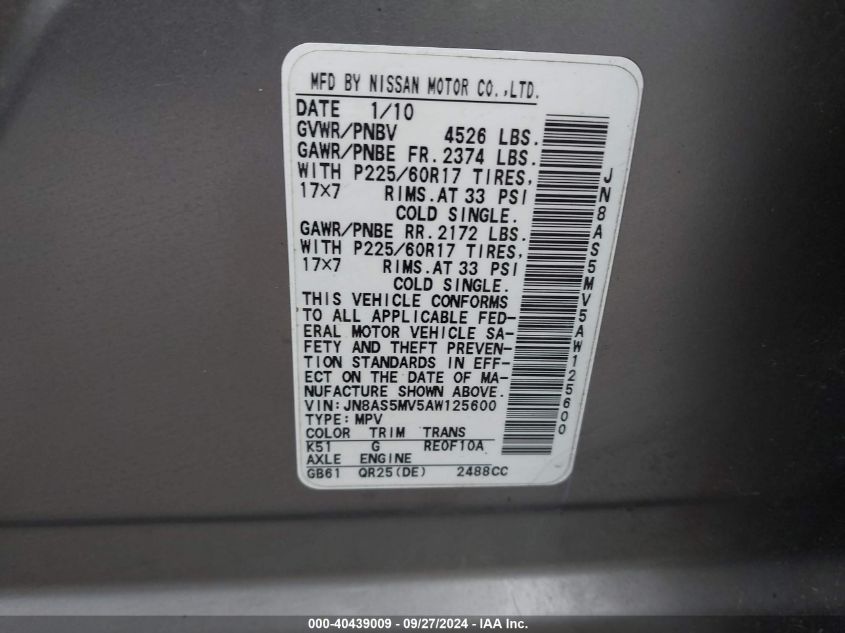 MFD BY NISSAN MOTOR CO.,LTD.
DATE 1/10
GVWR/PNBV 4526 LBS.
GAWR/PNBE FR. 2374 LBS.
WITH P225/60R17 TIRES,
17×7 RIMS.AT 33 PSI
COLD SINGLE.
GAWR/PNBE RR. 2172 LBS.
WITH P225/60R17 TIRES,
17×7 RIMS.AT 33 PSI
COLD SINGLE.
THIS VEHICLE CONFORMS
TO ALL APPLICABLE FED-
ERAL MOTOR VEHICLE SA-
FETY AND THEFT PREVEN-
TION STANDARDS IN EFF-
ECT ON THE DATE OF MA-
NUFACTURE SHOWN ABOVE.
VIN:JN8AS5MV5AW125600
TYPE:MPV
COLOR TRIM TRANS
K51 G RE0F10A
AXLE ENGINE
GB61 QR25(DE) 2488CC
JN8AS5MV5AW125600
000-40439009 - 09/27/2024 - IAA Inc.